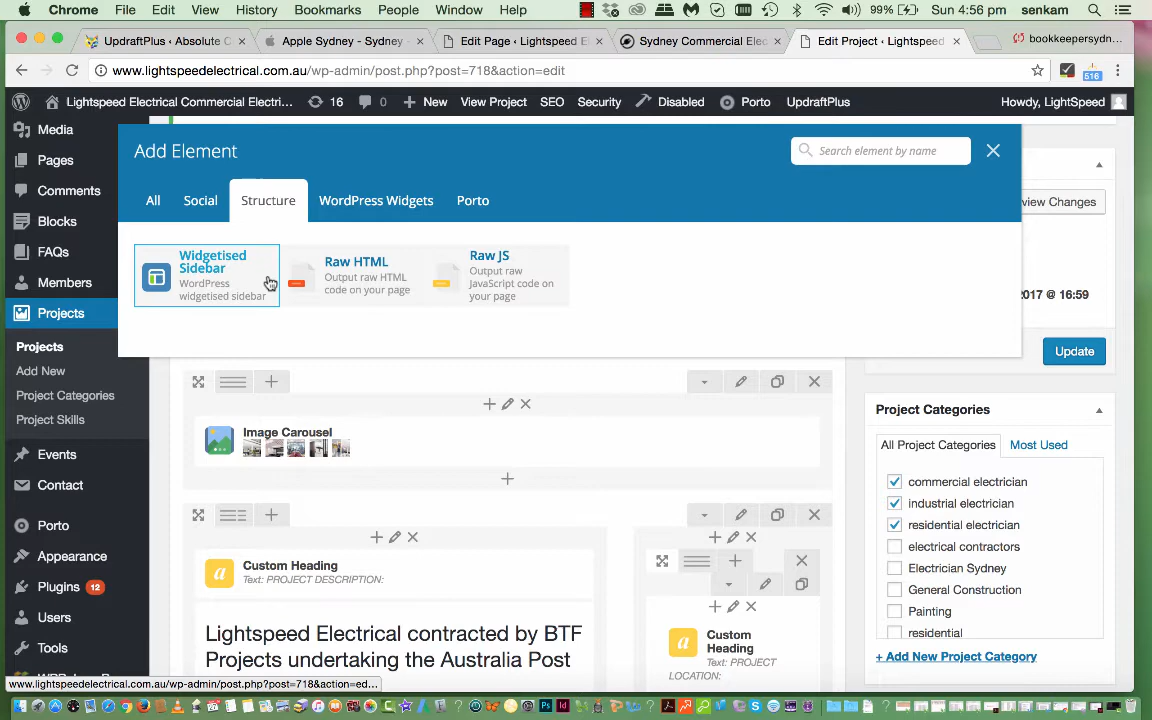 Chrome File Edit View History Bookmarks People Window Help 99% Sun 4:56 pm senkam
UpdraftPlus ‹ Absolute C
Apple Sydney - Sydney
Edit Page ‹ Lightspeed E
Sydney Commercial Elec
Edit Project ‹ Lightspeed
bookkeepersydn...
www.lightspeedelectrical.com.au/wp-admin/post.php?post=718&action=edit
516
Lightspeed Electrical Commercial Electri... 16 0 New View Project SEO Security Disabled Porto UpdraftPlus Howdy, LightSpeed
Media
Pages
Comments
Blocks
FAQs
Members
Projects
Projects
Add New
Project Categories
Project Skills
Events
Contact
Porto
Appearance
Plugins 12
Users
Tools
Add Element
Search element by name
All Social Structure WordPress Widgets Porto
Widgetised
Sidebar
WordPress
widgetised sidebar
Raw HTML
Output raw HTML
code on your page
Raw JS
Output raw
JavaScript code on
your page
view Changes
2017 @ 16:59
Update
Image Carousel
Custom Heading
Text: PROJECT DESCRIPTION:
Lightspeed Electrical contracted by BTF
Projects undertaking the Australia Post
Custom
Heading
Text: PROJECT
LOCATION:
Project Categories
All Project Categories Most Used
commercial electrician
industrial electrician
residential electrician
electrical contractors
Electrician Sydney
General Construction
Painting
residential
+ Add New Project Category
www.lightspeedelectrical.com.au/wp-admin/post.php?post=718&action=ed...